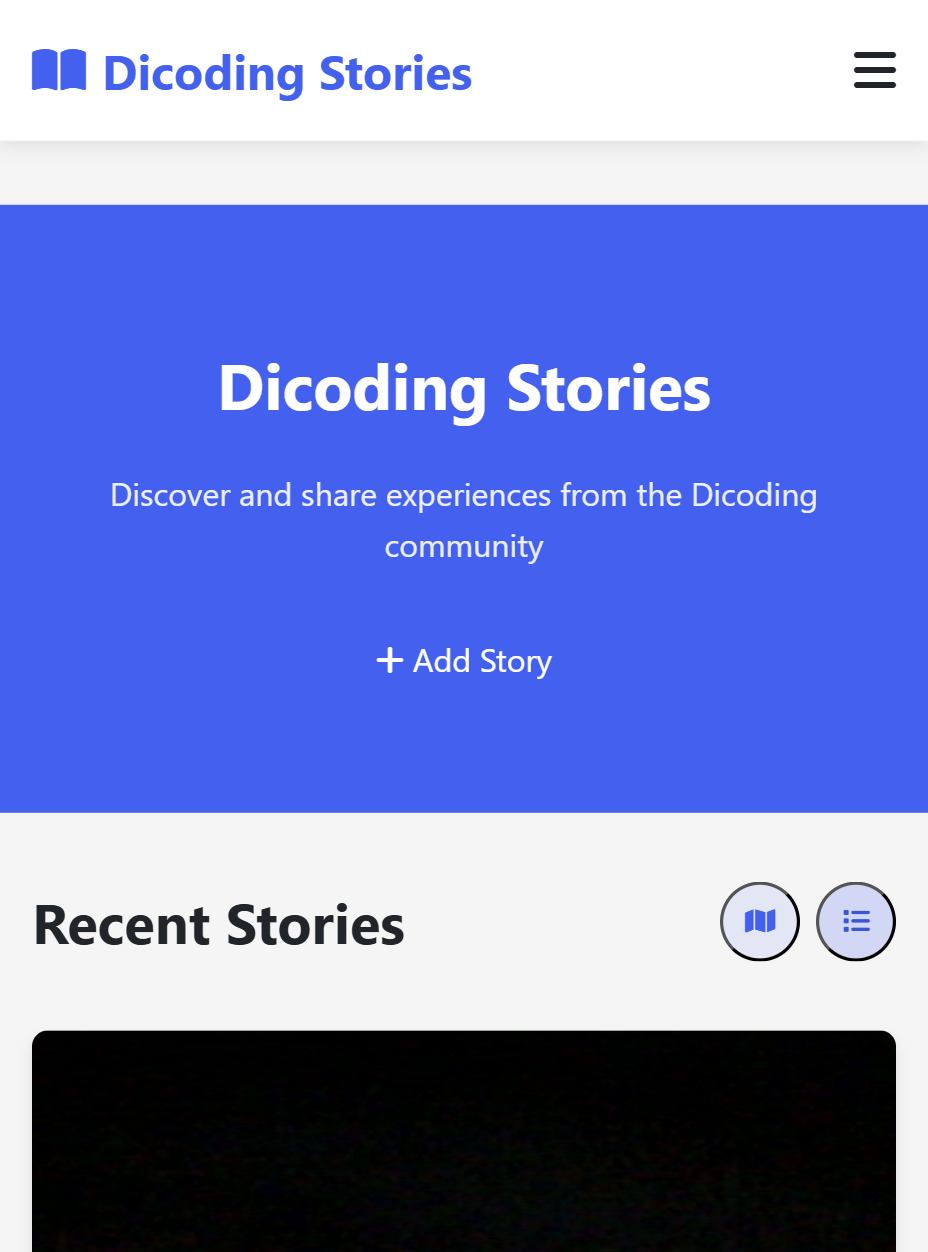 Dicoding Stories
Dicoding Stories
Discover and share experiences from the Dicoding
community
Add Story
Recent Stories